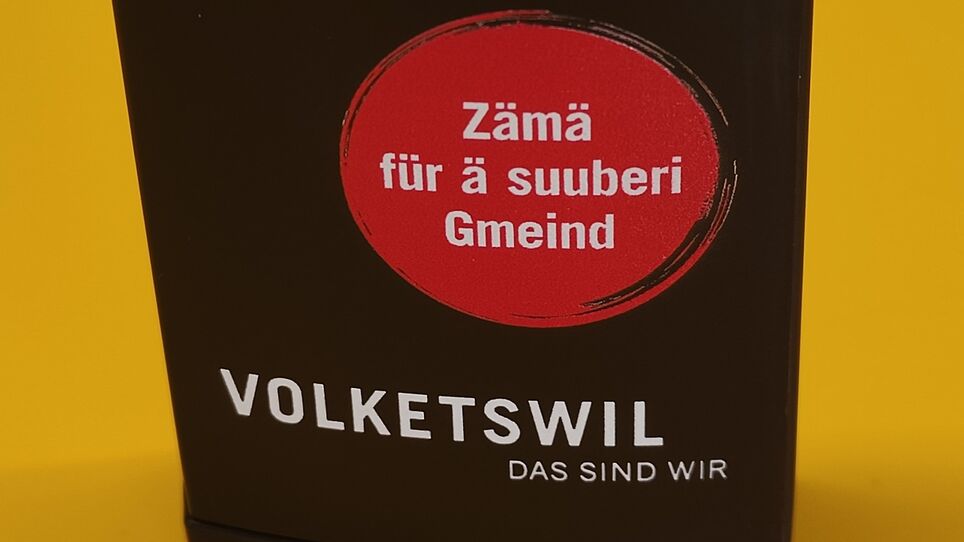 Zämä
für ä suuberi
Gmeind
VOLKETSWIL
DAS SIND WIR